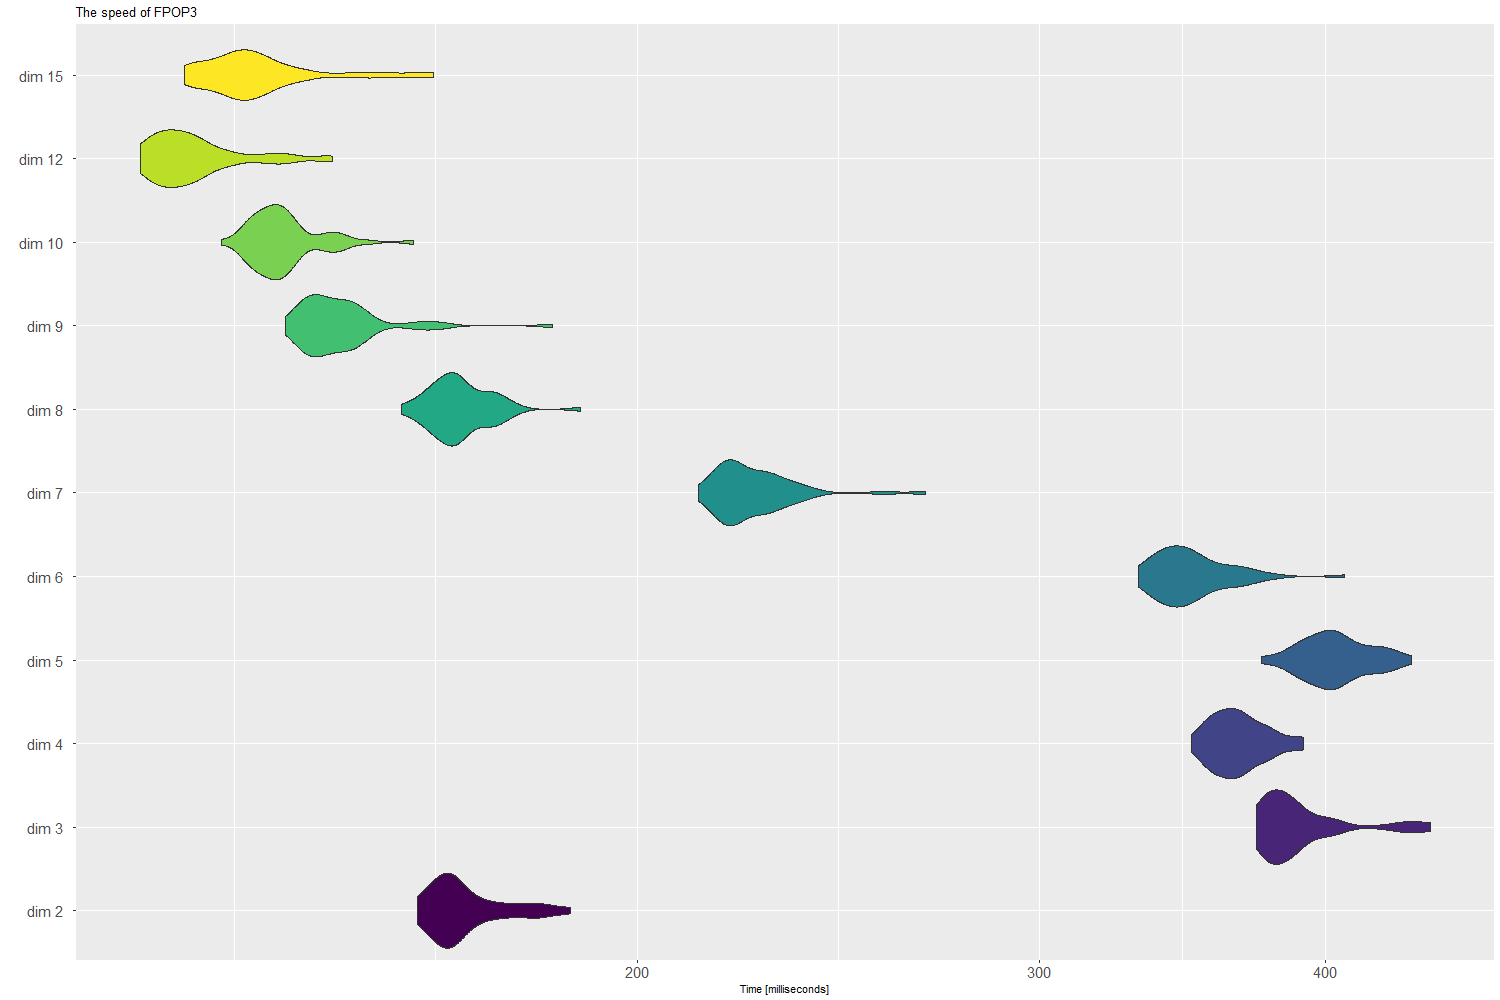 The speed of FPOP3
dim 15
dim 12
dim 10
dim 9
dim 8
dim 7
dim 6
dim 5
dim 4
dim 3
dim 2
200 300 400
Time [milliseconds]